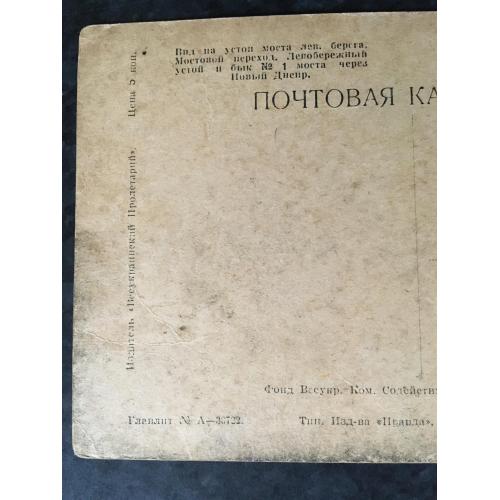 Вид на устои моста лев. берега.
Мостовой переход. Левобережный
устой и бык № 1 моста через
Новый Днепр.
ПОЧТОВАЯ КА
Издатель «Всеукраинский Пролетарий».
Цена 5 коп.
Фонд Всеукр. Ком. Содействи
Главлит № А—
Тип. Изд-ва «Правда».